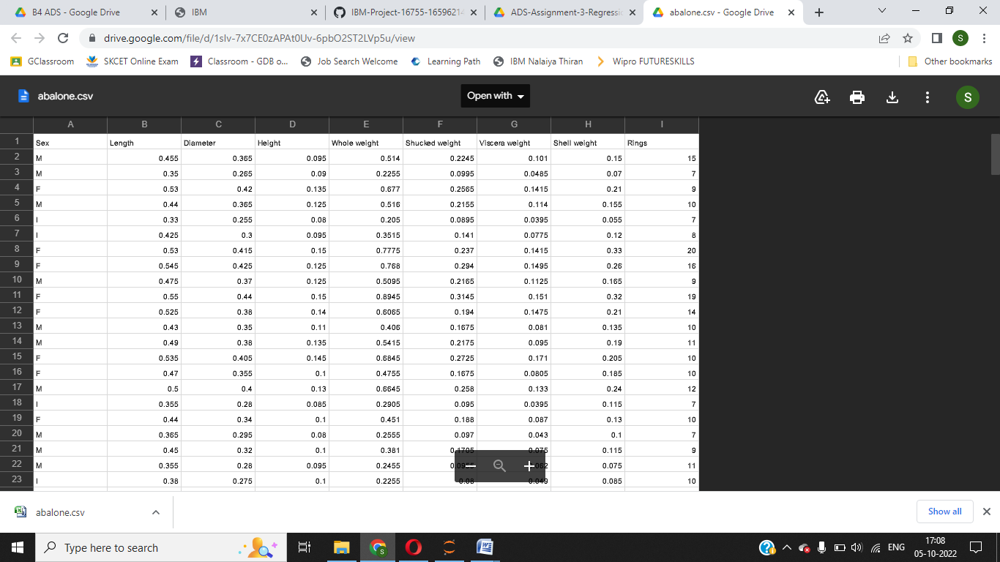 B4 ADS - Google Drive IBM IBM-Project-16755-16596214 ADS-Assignment-3-Regressi abalone.csv - Google Drive
drive.google.com/file/d/1slv-7x7CE0zAPAt0Uv-6pbO2ST2LVp5u/view S
GClassroom SKCET Online Exam Classroom - GDB o... Job Search Welcome Learning Path IBM Nalaiya Thiran Wipro FUTURESKILLS Other bookmarks
abalone.csv Open with S
A B C D E F G H I
1 Sex Length Diameter Height Whole weight Shucked weight Viscera weight Shell weight Rings
2 M 0.455 0.365 0.095 0.514 0.2245 0.101 0.15 15
3 M 0.35 0.265 0.09 0.2255 0.0995 0.0485 0.07 7
4 F 0.53 0.42 0.135 0.677 0.2565 0.1415 0.21 9
5 M 0.44 0.365 0.125 0.516 0.2155 0.114 0.155 10
6 I 0.33 0.255 0.08 0.205 0.0895 0.0395 0.055 7
7 I 0.425 0.3 0.095 0.3515 0.141 0.0775 0.12 8
8 F 0.53 0.415 0.15 0.7775 0.237 0.1415 0.33 20
9 F 0.545 0.425 0.125 0.768 0.294 0.1495 0.26 16
10 M 0.475 0.37 0.125 0.5095 0.2165 0.1125 0.165 9
11 F 0.55 0.44 0.15 0.8945 0.3145 0.151 0.32 19
12 F 0.525 0.38 0.14 0.6065 0.194 0.1475 0.21 14
13 M 0.43 0.35 0.11 0.406 0.1675 0.081 0.135 10
14 M 0.49 0.38 0.135 0.5415 0.2175 0.095 0.19 11
15 F 0.535 0.405 0.145 0.6845 0.2725 0.171 0.205 10
16 F 0.47 0.355 0.1 0.4755 0.1675 0.0805 0.185 10
17 M 0.5 0.4 0.13 0.6645 0.258 0.133 0.24 12
18 I 0.355 0.28 0.085 0.2905 0.095 0.0395 0.115 7
19 F 0.44 0.34 0.1 0.451 0.188 0.087 0.13 10
20 M 0.365 0.295 0.08 0.2555 0.097 0.043 0.1 7
21 M 0.45 0.32 0.1 0.381 0.1705 0.075 0.115 9
22 M 0.355 0.28 0.095 0.2455 0.075 11
23 I 0.38 0.275 0.1 0.2255 0.08 0.049 0.085 10
abalone.csv Show all
Type here to search S W ENG 17:08
05-10-2022